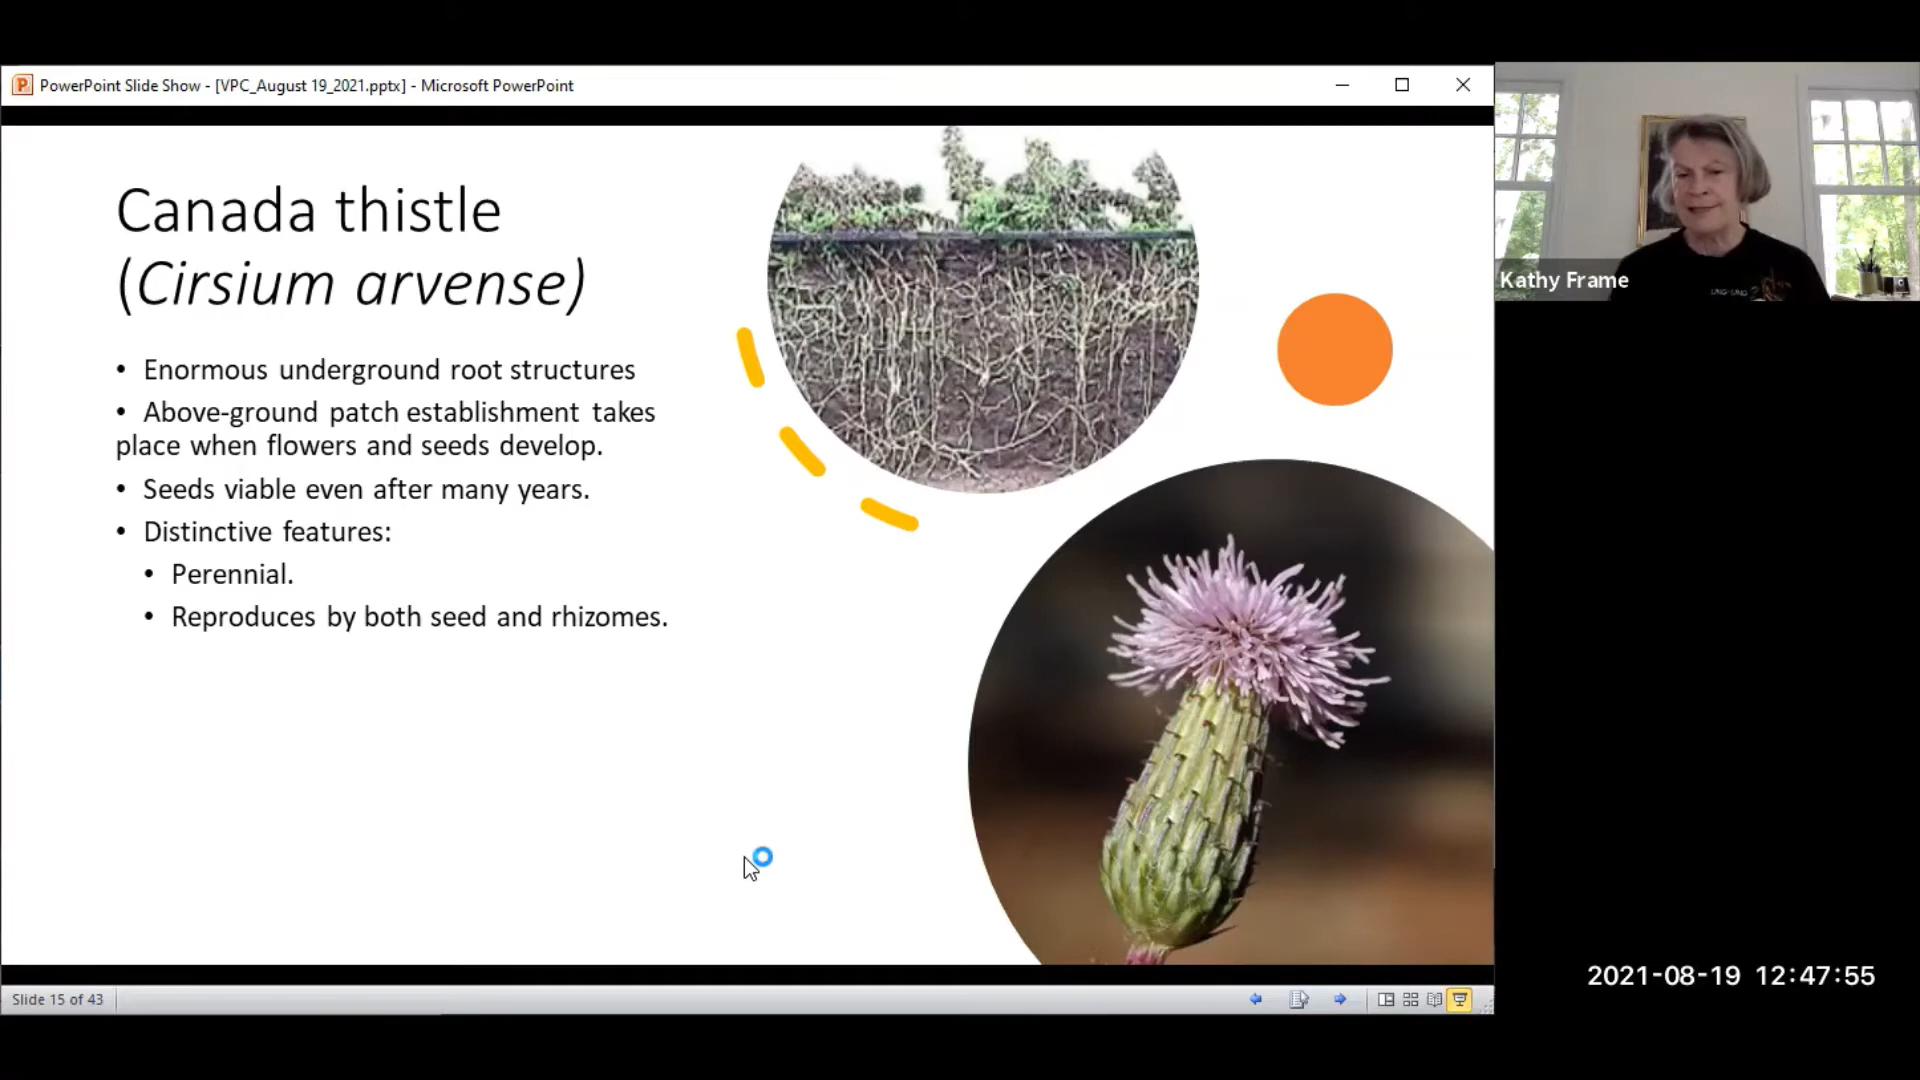 PowerPoint Slide Show - [VPC_August 19_2021.pptx] - Microsoft PowerPoint
Canada thistle
(Cirsium arvense)
• Enormous underground root structures
• Above-ground patch establishment takes
place when flowers and seeds develop.
• Seeds viable even after many years.
• Distinctive features:
• Perennial.
• Reproduces by both seed and rhizomes.
Kathy Frame
2021-08-19 12:47:55
Slide 15 of 43